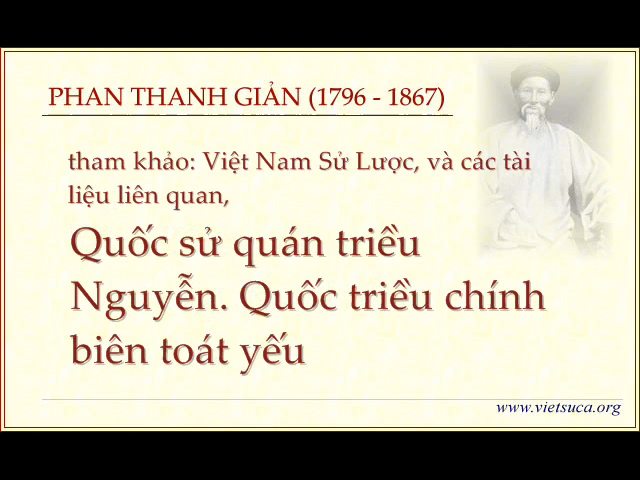 PHAN THANH GIẢN (1796 - 1867)
tham khảo: Việt Nam Sử Lược, và các tài
liệu liên quan,
Quốc sử quán triều
Nguyễn. Quốc triều chính
biên toát yếu
www.vietsuca.org